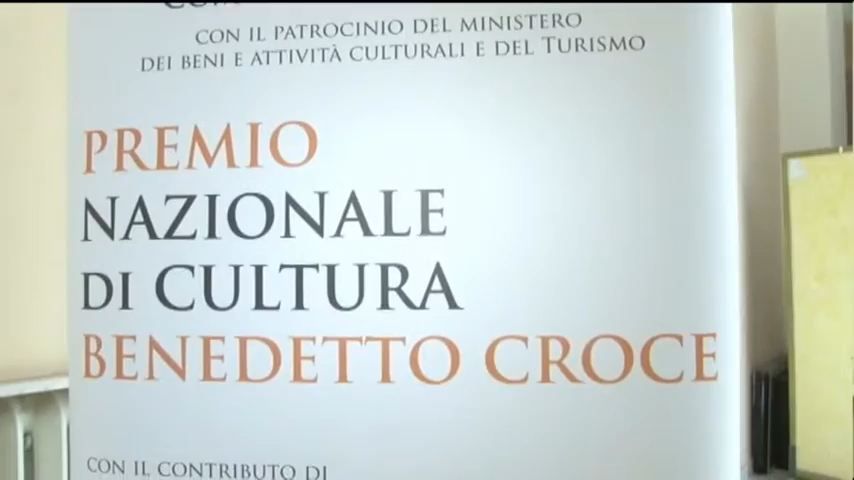 CON IL PATROCINIO DEL MINISTERO
DEI BENI E ATTIVITÀ CULTURALI E DEL TURISMO
PREMIO
NAZIONALE
DI CULTURA
BENEDETTO CROCE
CON IL CONTRIBUTO DI